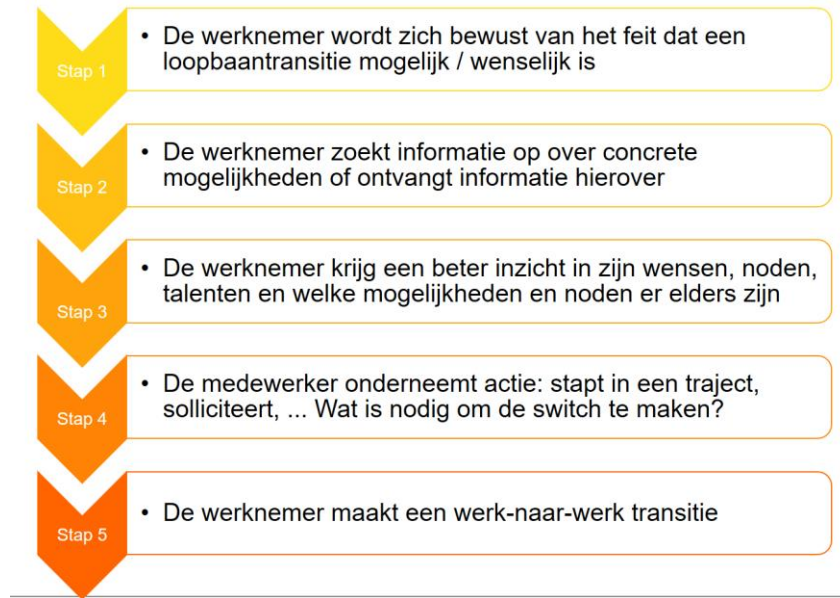 Stap 1
• De werknemer wordt zich bewust van het feit dat een
loopbaantransitie mogelijk / wenselijk is
Stap 2
• De werknemer zoekt informatie op over concrete
mogelijkheden of ontvangt informatie hierover
Stap 3
• De werknemer krijg een beter inzicht in zijn wensen, noden,
talenten en welke mogelijkheden en noden er elders zijn
Stap 4
• De medewerker onderneemt actie: stapt in een traject,
solliciteert, ... Wat is nodig om de switch te maken?
Stap 5
• De werknemer maakt een werk-naar-werk transitie